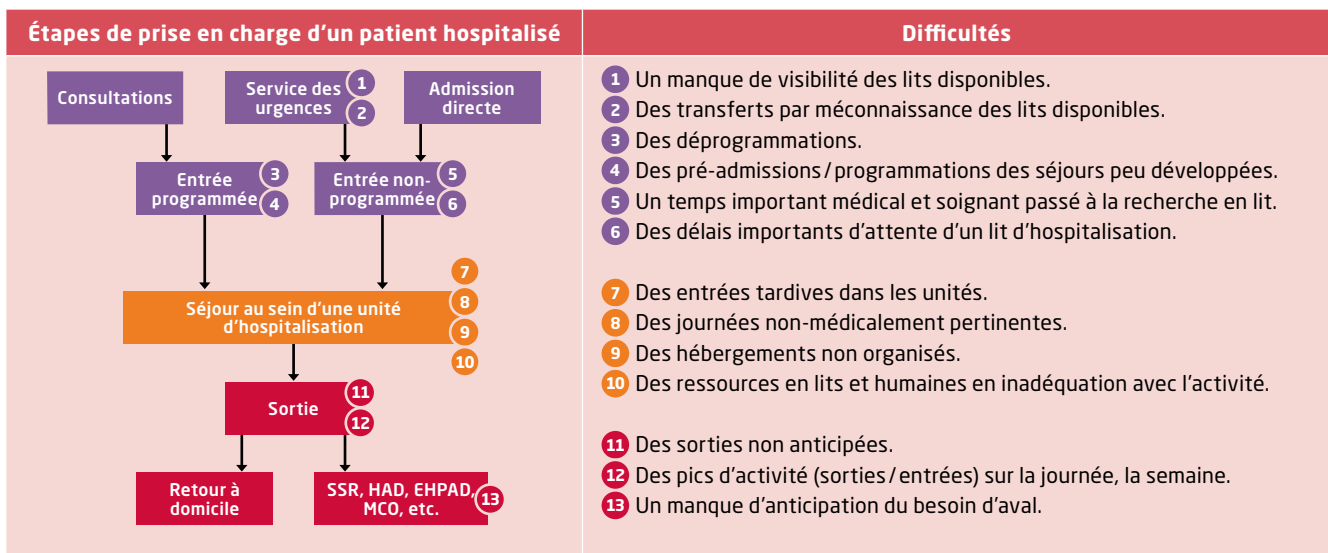 Étapes de prise en charge d'un patient hospitalisé
Difficultés
Consultations
Service des
urgences
1
2
Admission
directe
Entrée
programmée
3
4
Entrée non-
programmée
5
6
Séjour au sein d'une unité
d'hospitalisation
7
8
9
10
Sortie
11
12
Retour à
domicile
SSR, HAD, EHPAD,
MCO, etc.
13
1 Un manque de visibilité des lits disponibles.
2 Des transferts par méconnaissance des lits disponibles.
3 Des déprogrammations.
4 Des pré-admissions/programmations des séjours peu développées.
5 Un temps important médical et soignant passé à la recherche en lit.
6 Des délais importants d'attente d'un lit d'hospitalisation.
7 Des entrées tardives dans les unités.
8 Des journées non-médicalement pertinentes.
9 Des hébergements non organisés.
10 Des ressources en lits et humaines en inadéquation avec l'activité.
11 Des sorties non anticipées.
12 Des pics d'activité (sorties/entrées) sur la journée, la semaine.
13 Un manque d'anticipation du besoin d'aval.